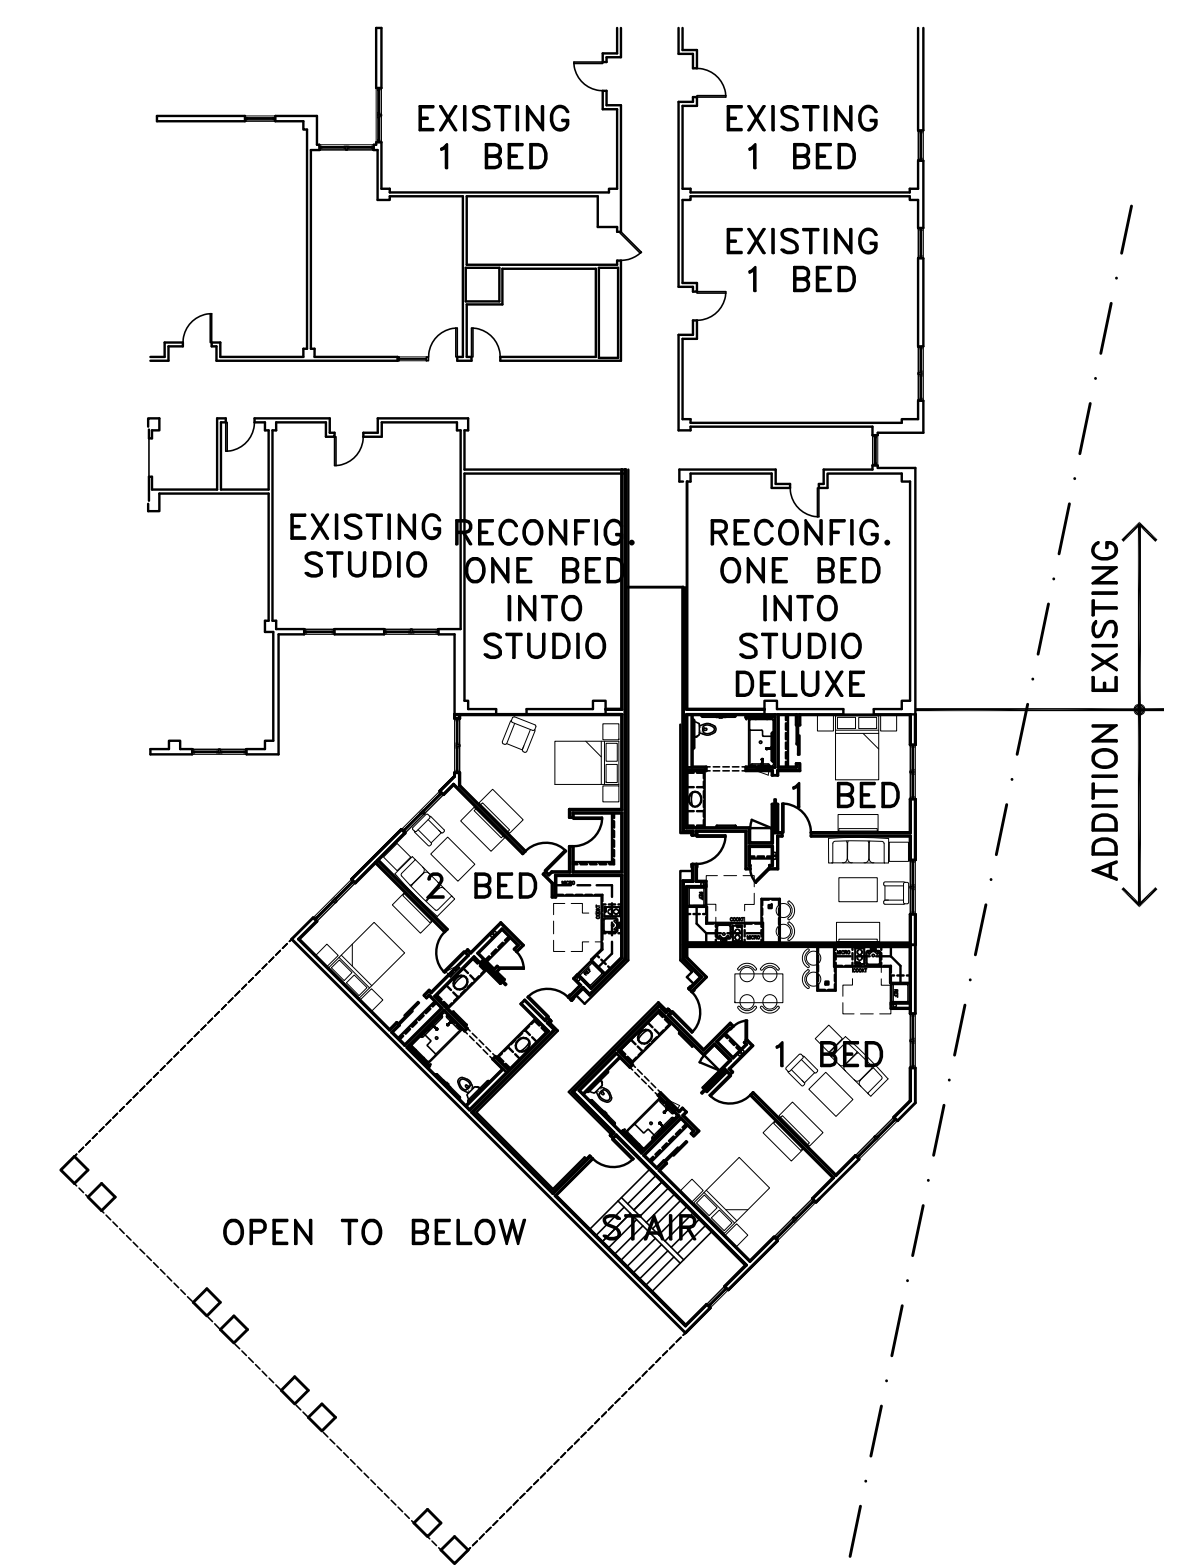 EXISTING
1 BED
EXISTING
1 BED
EXISTING
1 BED
EXISTING
STUDIO
RECONFIG.
ONE BED
INTO
STUDIO
RECONFIG.
ONE BED
INTO
STUDIO
DELUXE
EXISTING
ADDITION
1 BED
2 BED
1 BED
STAIR
OPEN TO BELOW